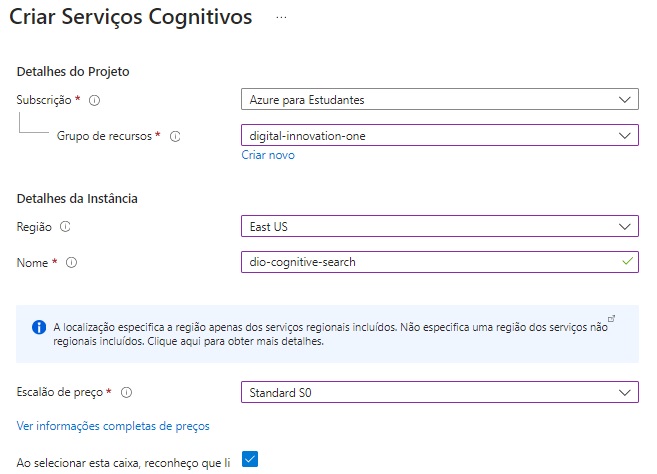 Criar Serviços Cognitivos ...
Detalhes do Projeto
Subscrição *
Azure para Estudantes
Grupo de recursos *
digital-innovation-one
Criar novo
Detalhes da Instância
Região
East US
Nome *
dio-cognitive-search
A localização especifica a região apenas dos serviços regionais incluídos. Não especifica uma região dos serviços não
regionais incluídos. Clique aqui para obter mais detalhes.
Escalão de preço *
Standard S0
Ver informações completas de preços
Ao selecionar esta caixa, reconheço que li